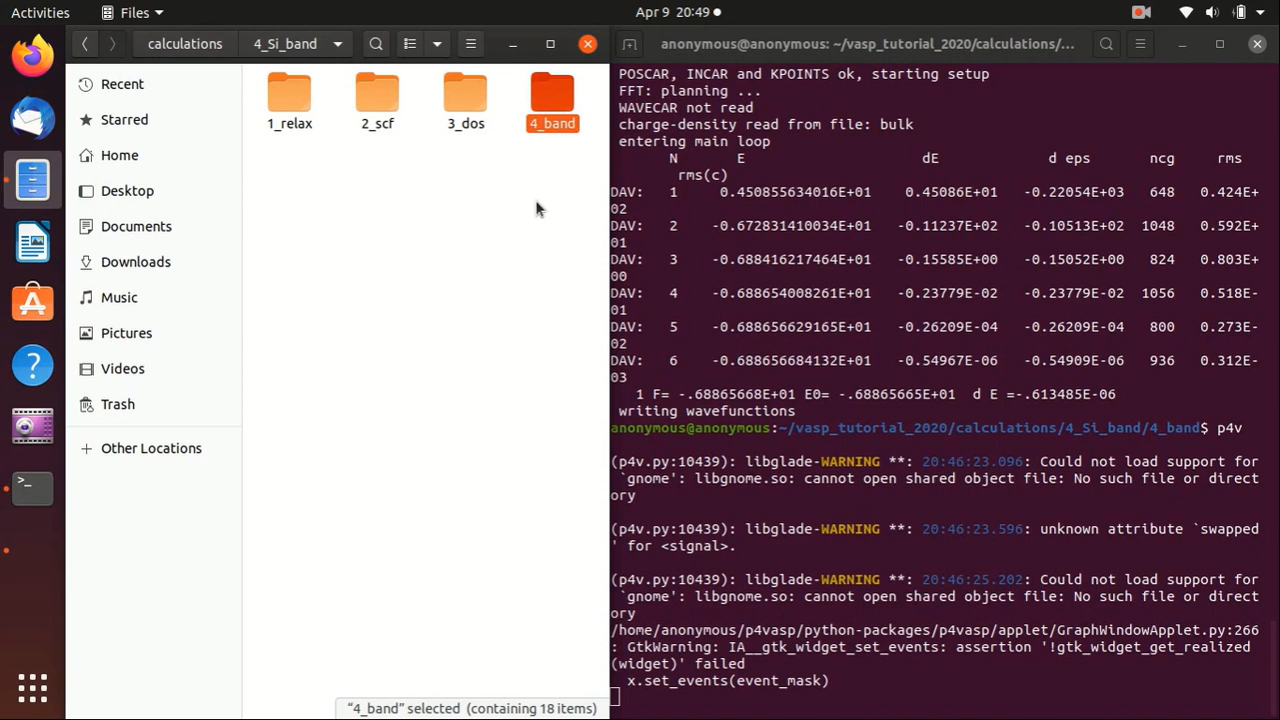 Activities
Files
Apr 9 20:49
calculations
4_Si_band
anonymous@anonymous: ~/vasp_tutorial_2020/calculations/...
Recent
Starred
Home
Desktop
Documents
Downloads
Music
Pictures
Videos
Trash
Other Locations
1_relax
2_scf
3_dos
4_band
"4_band" selected (containing 18 items)
POSCAR, INCAR and KPOINTS ok, starting setup
FFT: planning ...
WAVECAR not read
charge-density read from file: bulk
entering main loop
N E dE d eps ncg rms
rms(c)
DAV: 1 0.450855634016E+01 0.45086E+01 -0.22054E+03 648 0.424E+
02
DAV: 2 -0.672831410034E+01 -0.11237E+02 -0.10513E+02 1048 0.592E+
01
DAV: 3 -0.688416217464E+01 -0.15585E+00 -0.15052E+00 824 0.803E+
00
DAV: 4 -0.688654008261E+01 -0.23779E-02 -0.23779E-02 1056 0.518E-
01
DAV: 5 -0.688656629165E+01 -0.26209E-04 -0.26209E-04 800 0.273E-
02
DAV: 6 -0.688656684132E+01 -0.54967E-06 -0.54909E-06 936 0.312E-
03
1 F= -.68865668E+01 E0= -.68865665E+01 d E =-.613485E-06
writing wavefunctions
anonymous@anonymous:~/vasp_tutorial_2020/calculations/4_Si_band/4_band$ p4v
(p4v.py:10439): libglade-WARNING **: 20:46:23.096: Could not load support for
`gnome': libgnome.so: cannot open shared object file: No such file or direct
ory
(p4v.py:10439): libglade-WARNING **: 20:46:23.596: unknown attribute `swapped
' for <signal>.
(p4v.py:10439): libglade-WARNING **: 20:46:25.202: Could not load support for
`gnome': libgnome.so: cannot open shared object file: No such file or direct
ory
/home/anonymous/p4vasp/python-packages/p4vasp/applet/GraphWindowApplet.py:266
: GtkWarning: IA__gtk_widget_set_events: assertion '!gtk_widget_get_realized
(widget)' failed
x.set_events(event_mask)